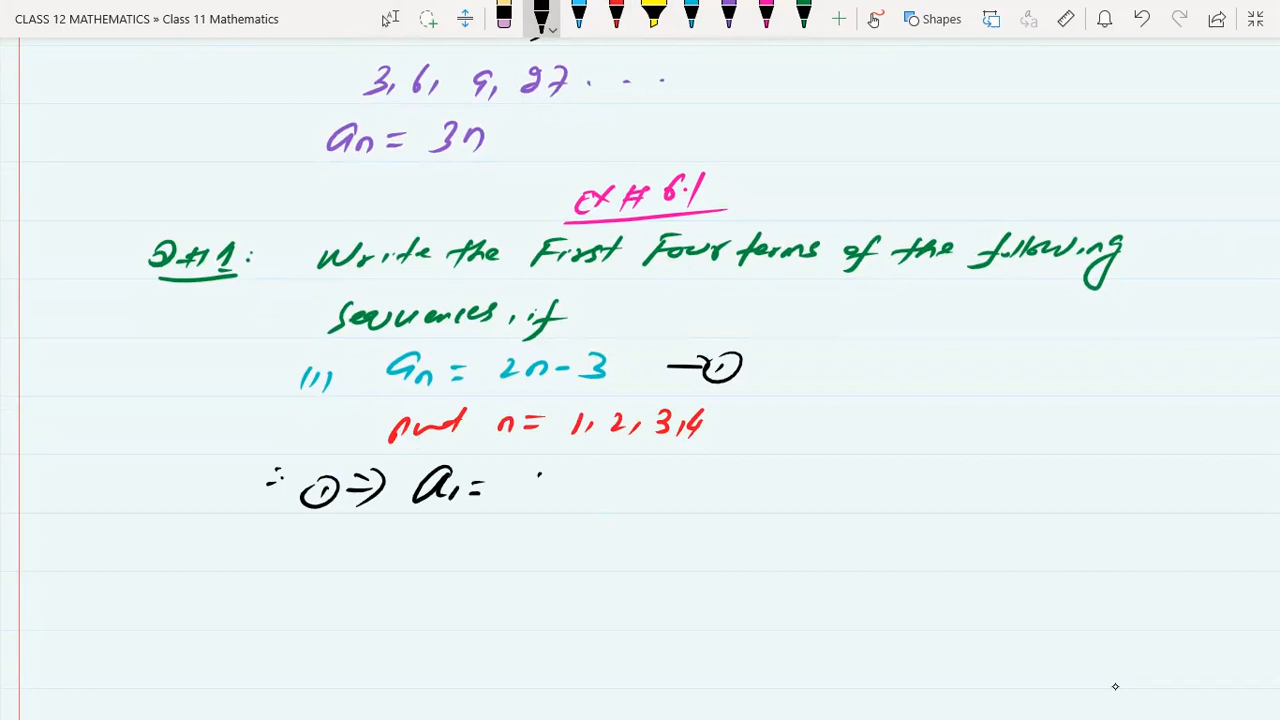 CLASS 12 MATHEMATICS » Class 11 Mathematics
Shapes
3, 6, 9, 27 . . .
an = 3n
Ex # 6.1
Q#1: Write the First Four terms of the following
sequences, if
(i) an = 2n - 3 → ①
put n = 1, 2, 3, 4
∴ ① ⇒ a1 =